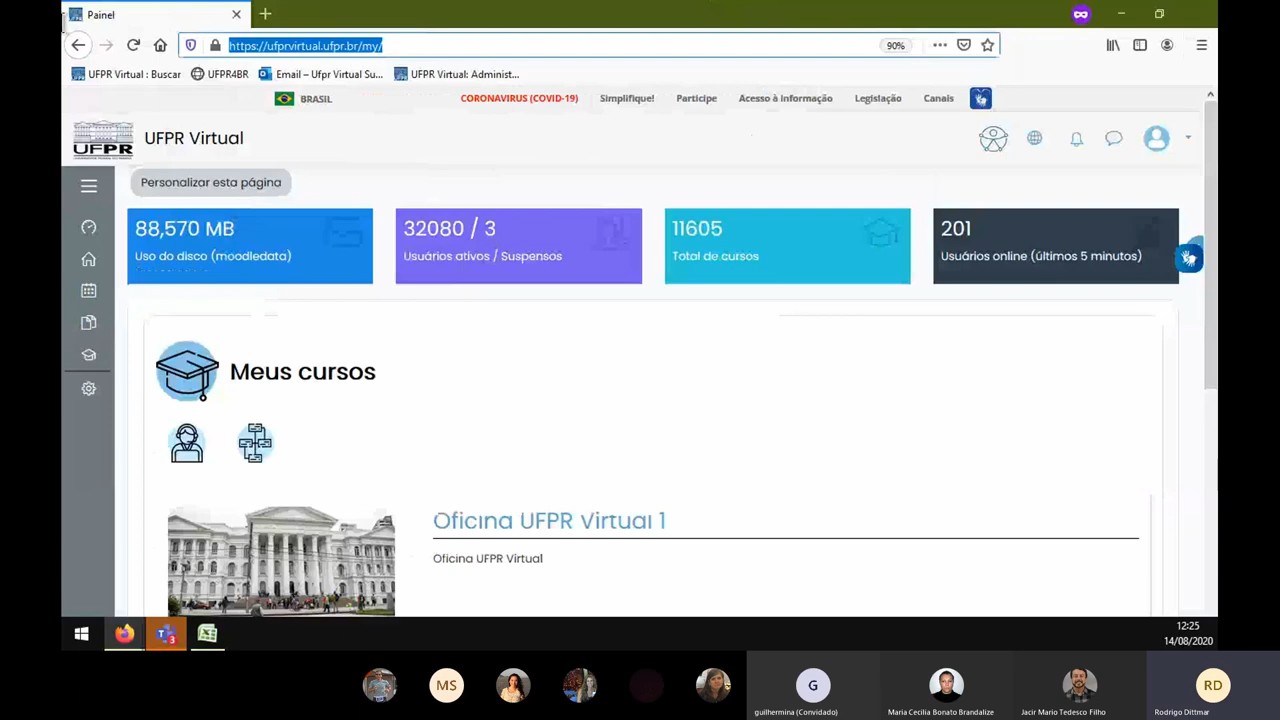 Painel
https://ufprvirtual.ufpr.br/my/
90%
UFPR Virtual : Buscar
UFPR4BR
Email – Ufpr Virtual Su...
UFPR Virtual: Administ...
BRASIL
CORONAVIRUS (COVID-19)
Simplifique!
Participe
Acesso à informação
Legislação
Canais
UFPR
UFPR Virtual
Personalizar esta página
88,570 MB
Uso do disco (moodledata)
32080 / 3
Usuários ativos / Suspensos
11605
Total de cursos
201
Usuários online (últimos 5 minutos)
Meus cursos
Oficina UFPR Virtual 1
Oficina UFPR Virtual
3
12:25
14/08/2020
MS
G
RD
guilhermina (Convidado)
Maria Cecilia Bonato Brandalize
Jacir Mario Tedesco Filho
Rodrigo Dittmar